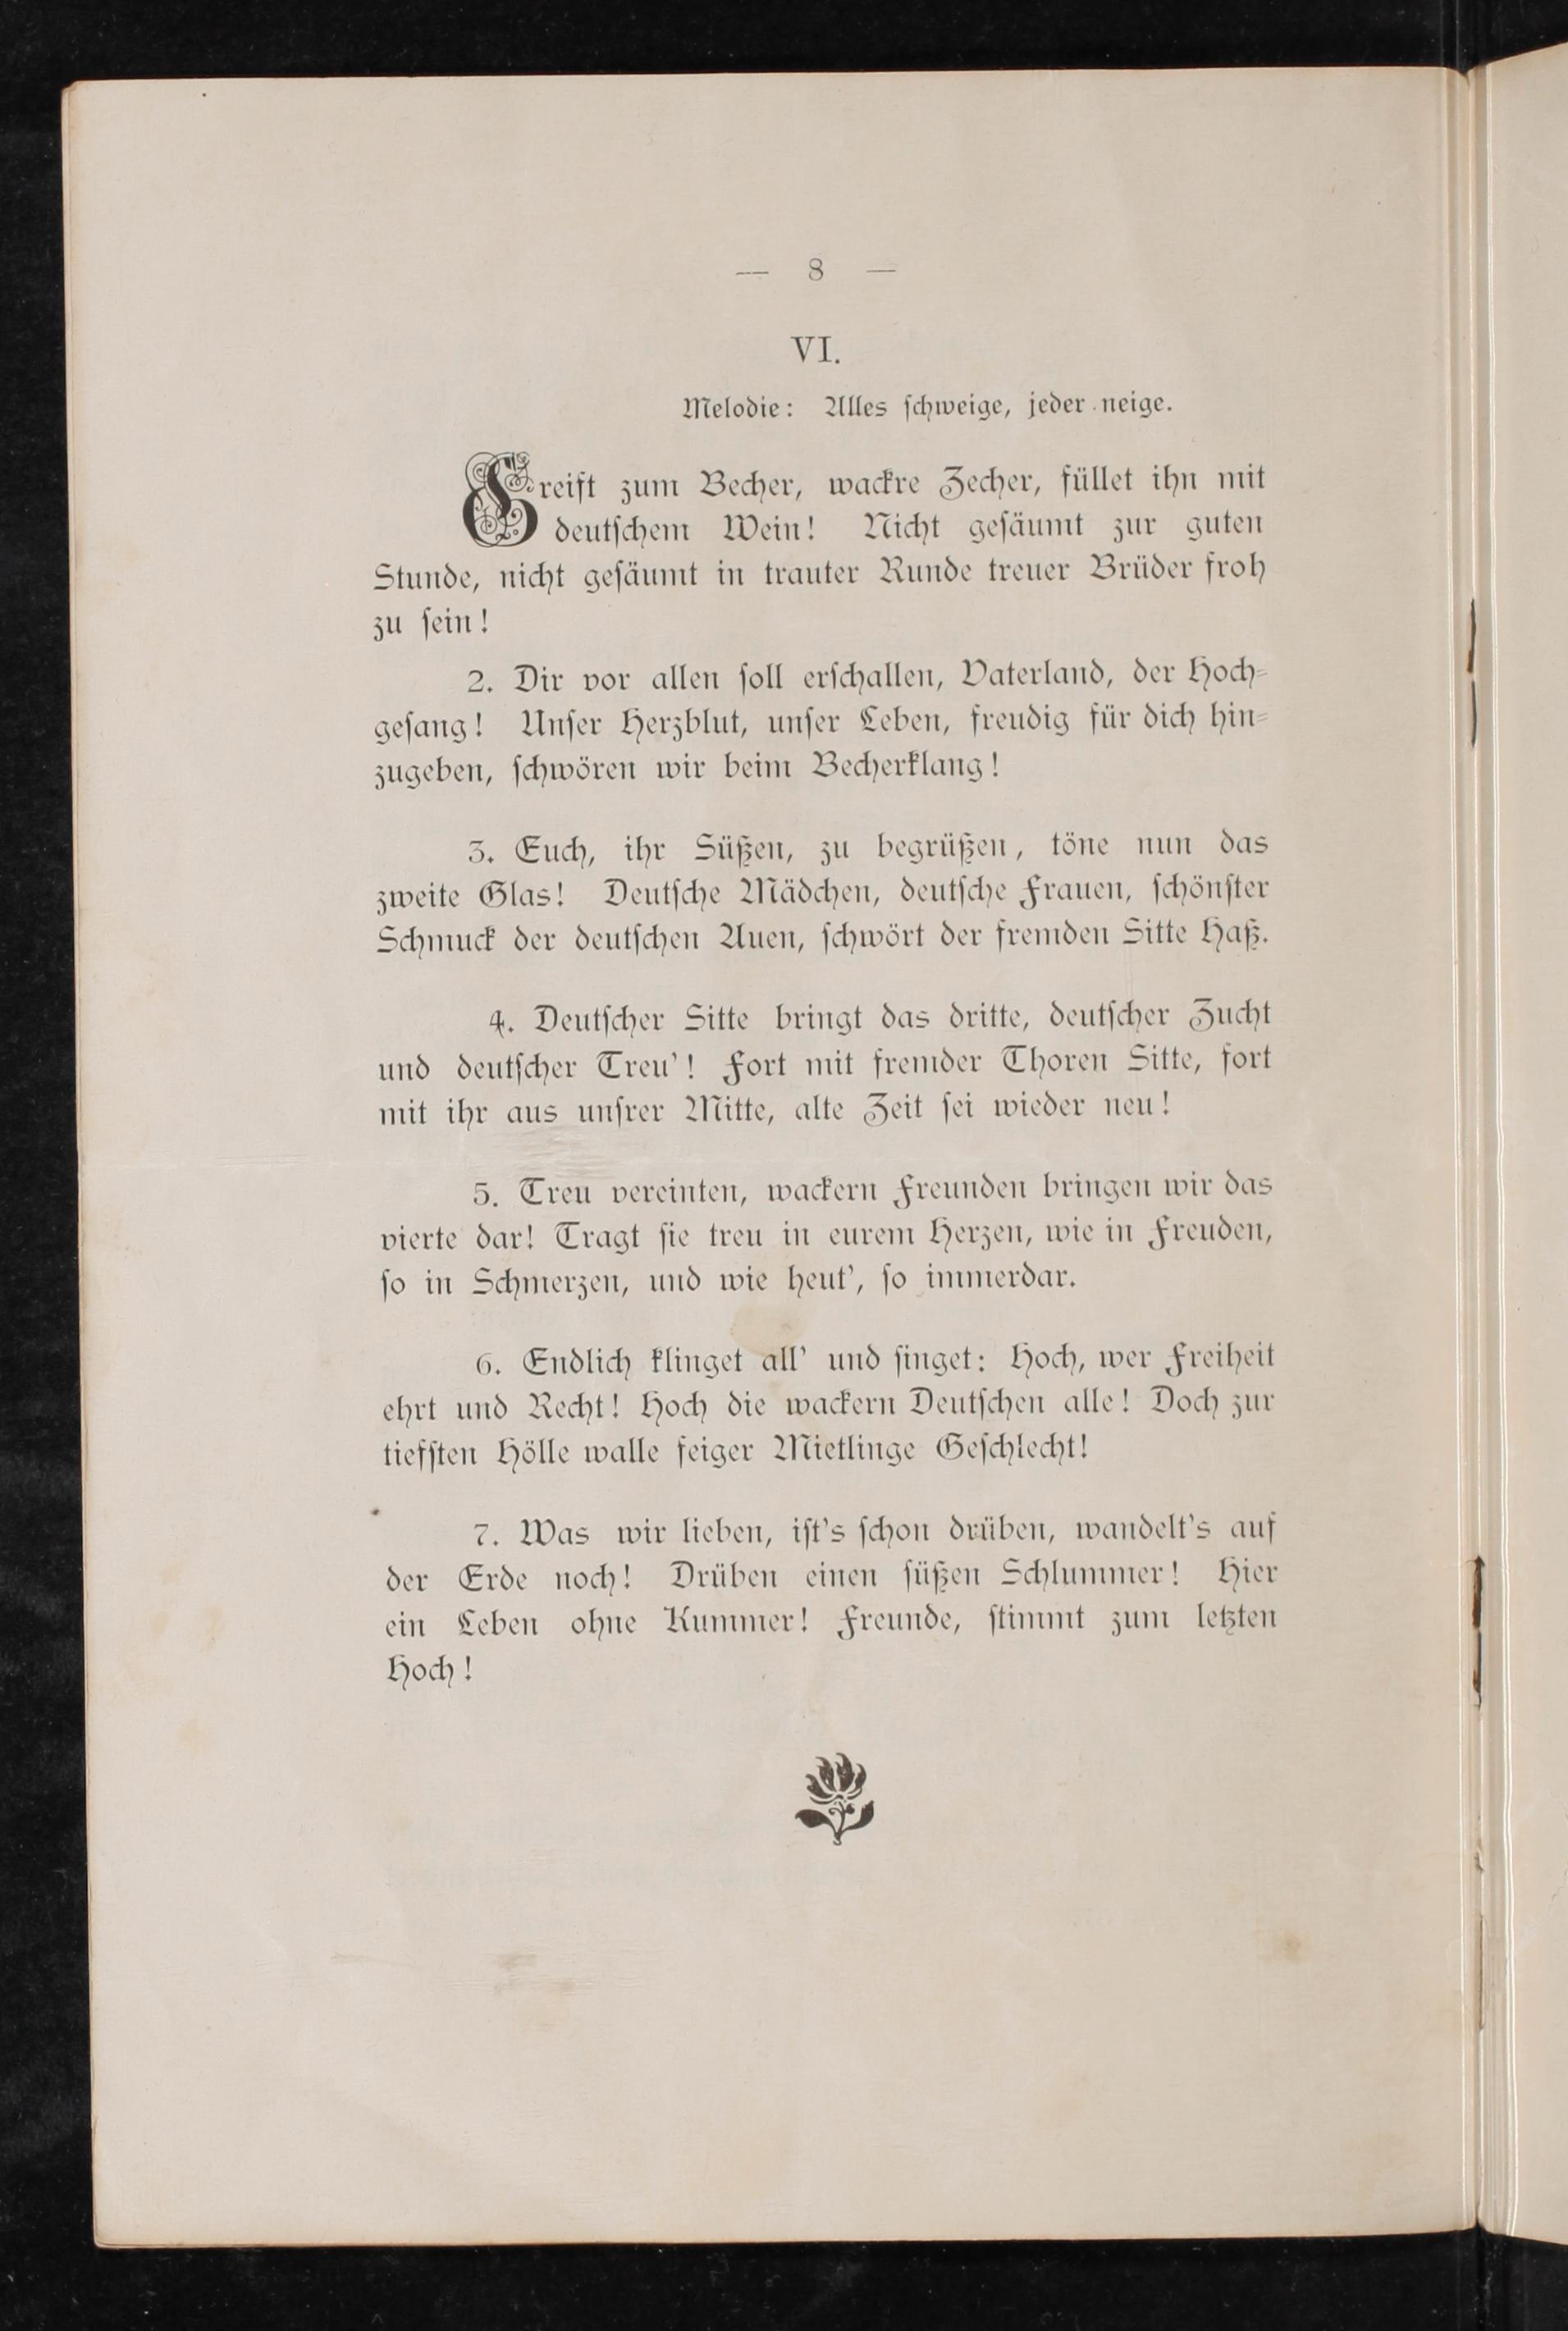 — 8 —
VI.
Melodie: Alles ſchweige, jeder neige.
Greift zum Becher, wackre Zecher, füllet ihn mit
deutſchem Wein! Nicht geſäumt zur guten
Stunde, nicht geſäumt in trauter Runde treuer Brüder froh
zu ſein!
2. Dir vor allen ſoll erſchallen, Vaterland, der Hoch-
geſang! Unſer Herzblut, unſer Leben, freudig für dich hin-
zugeben, ſchwören wir beim Becherklang!
3. Euch, ihr Süßen, zu begrüßen, töne nun das
zweite Glas! Deutſche Mädchen, deutſche Frauen, ſchönſter
Schmuck der deutſchen Auen, ſchwört der fremden Sitte Haß.
4. Deutſcher Sitte bringt das dritte, deutſcher Zucht
und deutſcher Treu'! Fort mit fremder Thoren Sitte, fort
mit ihr aus unſrer Mitte, alte Zeit ſei wieder neu!
5. Treu vereinten, wackern Freunden bringen wir das
vierte dar! Tragt ſie treu in eurem Herzen, wie in Freuden,
ſo in Schmerzen, und wie heut', ſo immerdar.
6. Endlich klinget all' und ſinget: Hoch, wer Freiheit
ehrt und Recht! Hoch die wackern Deutſchen alle! Doch zur
tiefſten Hölle walle feiger Mietlinge Geſchlecht!
7. Was wir lieben, iſt's ſchon drüben, wandelt's auf
der Erde noch! Drüben einen ſüßen Schlummer! Hier
ein Leben ohne Kummer! Freunde, ſtimmt zum letzten
Hoch!